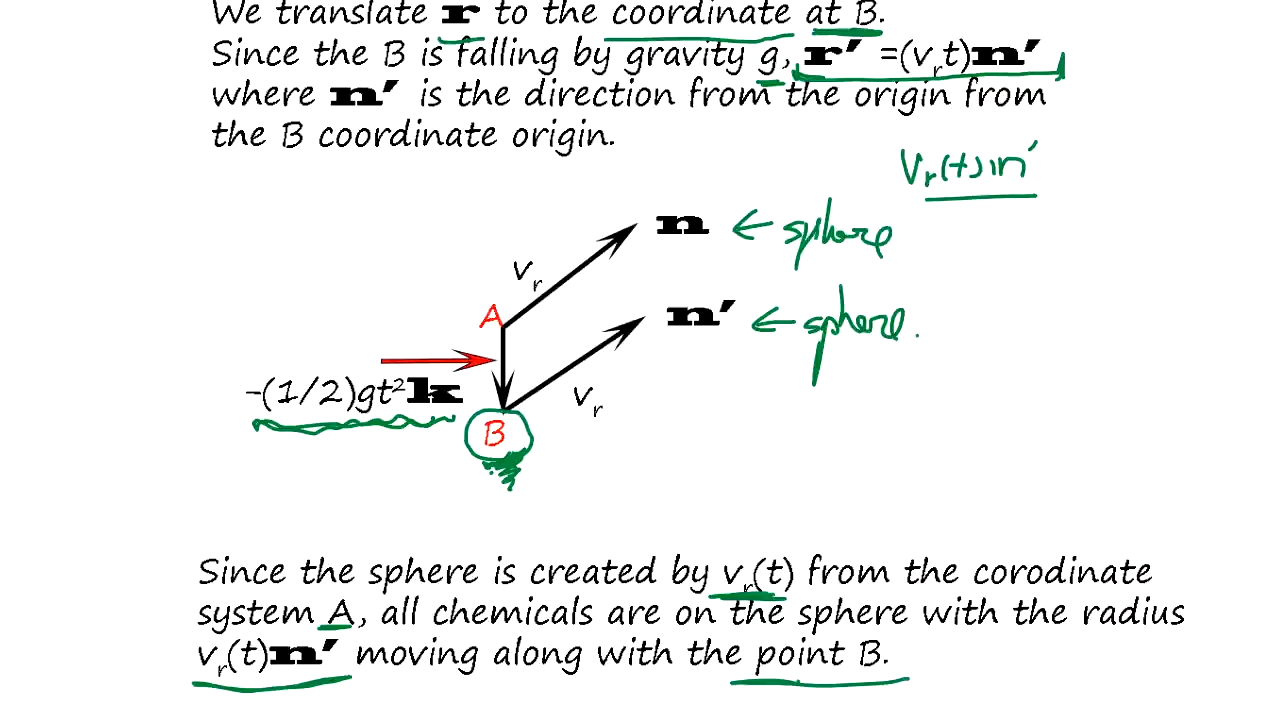 We translate r to the coordinate at B.
Since the B is falling by gravity g, r' =(vᵣt)n'
where n' is the direction from the origin from
the B coordinate origin.
Vᵣ(t)n'
n ← sphere
vᵣ
A
n' ← sphere.
-(1/2)gt²k
vᵣ
B
Since the sphere is created by vᵣ(t) from the corodinate
system A, all chemicals are on the sphere with the radius
vᵣ(t)n' moving along with the point B.